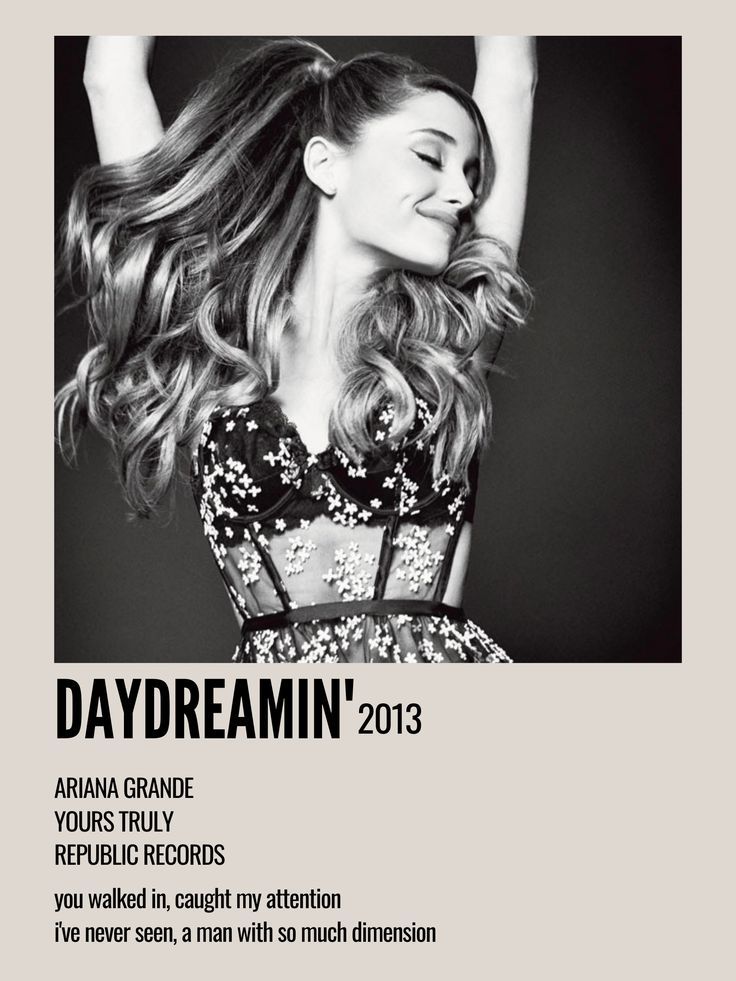 DAYDREAMIN' 2013
ARIANA GRANDE
YOURS TRULY
REPUBLIC RECORDS
you walked in, caught my attention
i've never seen, a man with so much dimension